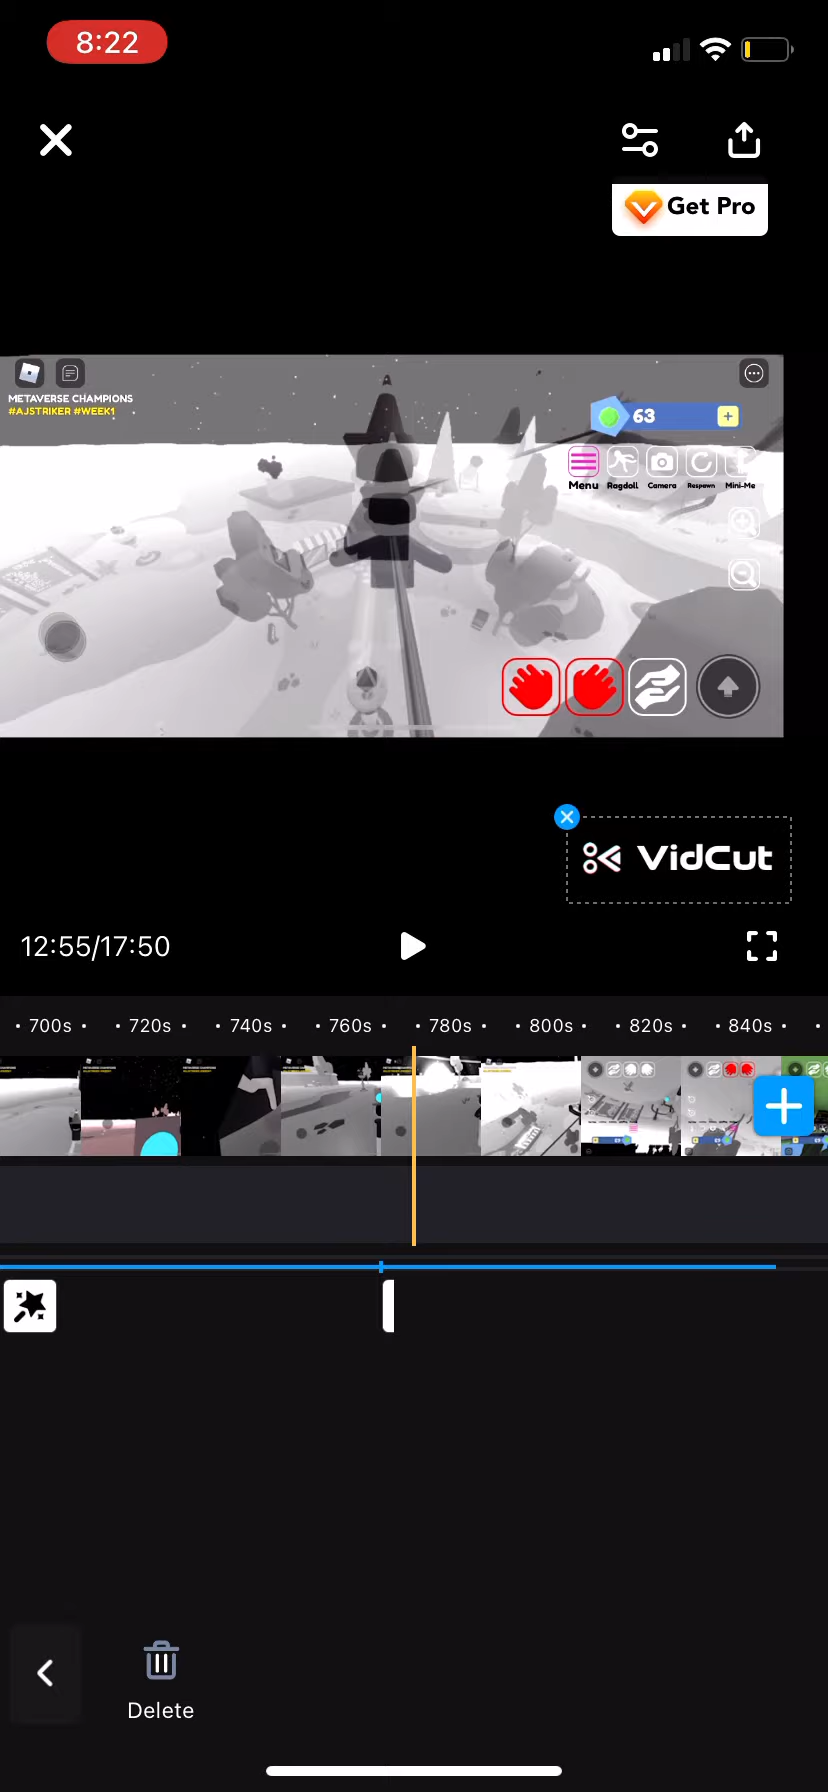 8:22
Get Pro
METAVERSE CHAMPIONS
#AJSTRIKER #WEEK1
63
Menu Ragdoll Camera Respawn Mini-Me
VidCut
12:55/17:50
700s 720s 740s 760s 780s 800s 820s 840s
Delete